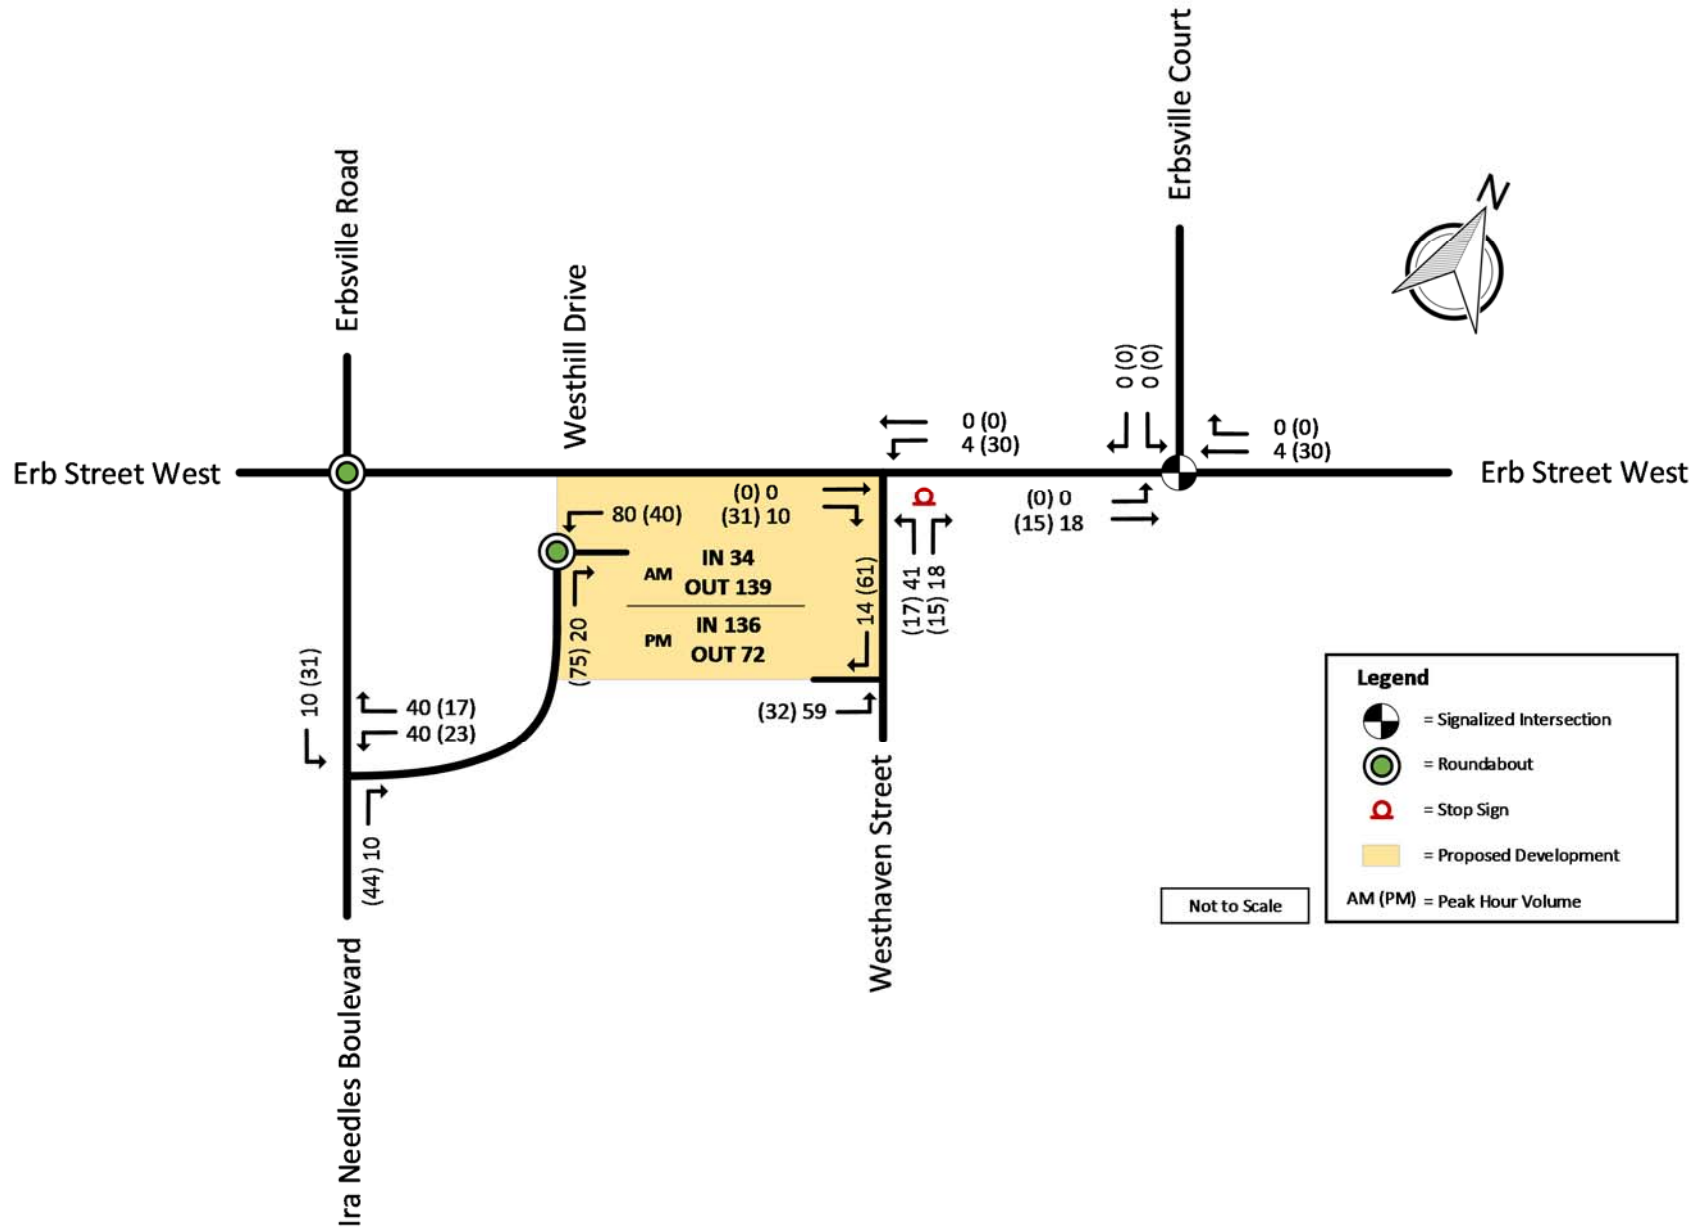 Erbsville Court
Erbsville Road
Westhill Drive
N
0 (0)
0 (0)
0 (0)
4 (30)
0 (0)
4 (30)
Erb Street West
Erb Street West
(0) 0
(31) 10
(0) 0
(15) 18
80 (40)
AM
IN 34
OUT 139
PM
IN 136
OUT 72
14 (61)
(17) 41
(15) 18
(75) 20
(32) 59
10 (31)
40 (17)
40 (23)
(44) 10
Westhaven Street
Ira Needles Boulevard
Legend
= Signalized Intersection
= Roundabout
= Stop Sign
= Proposed Development
AM (PM) = Peak Hour Volume
Not to Scale